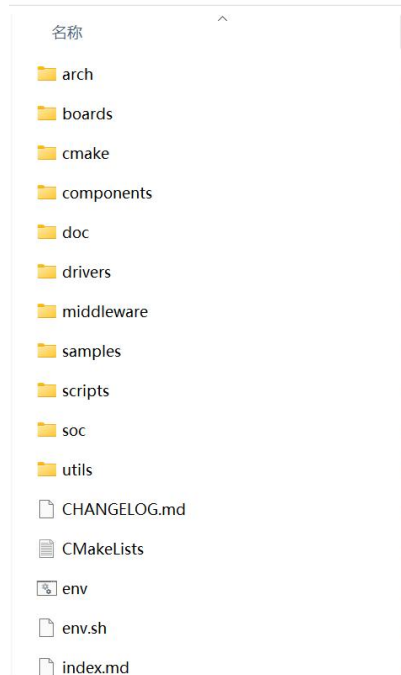 名称
arch
boards
cmake
components
doc
drivers
middleware
samples
scripts
soc
utils
CHANGELOG.md
CMakeLists
env
env.sh
index.md